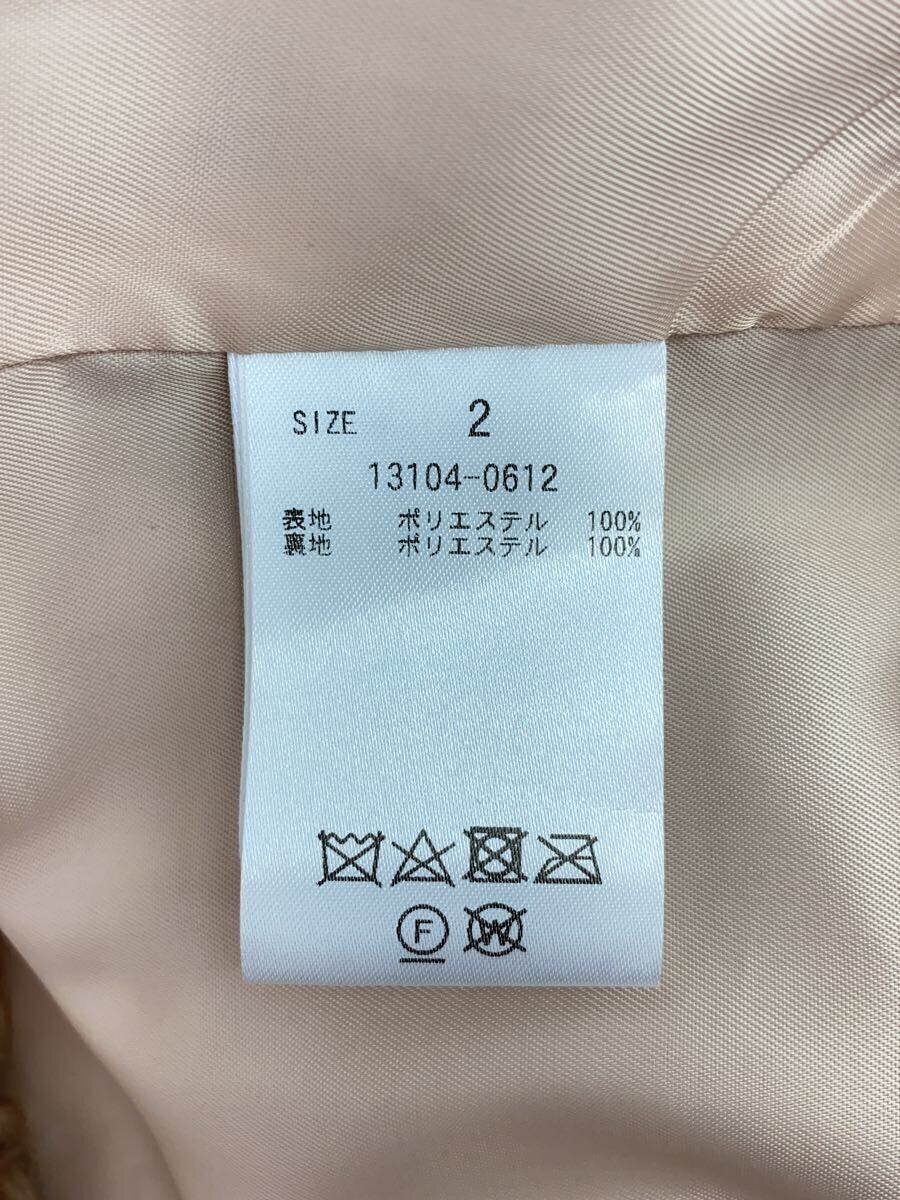 SIZE 2
13104-0612
表地 ポリエステル 100%
裏地 ポリエステル 100%
F W